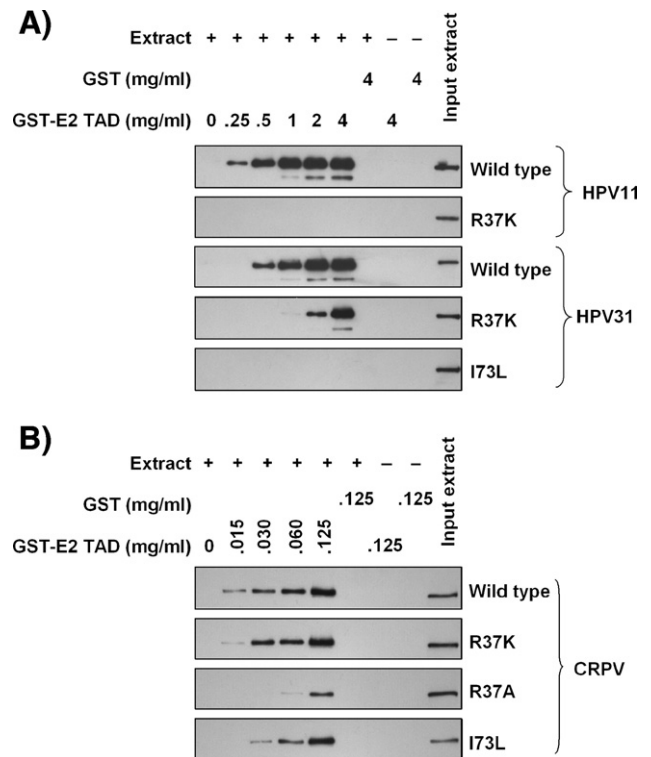 A)
Extract + + + + + + + – – Input extract
GST (mg/ml) 4 4
GST-E2 TAD (mg/ml) 0 .25 .5 1 2 4 4
Wild type
HPV11
R37K
Wild type
R37K
HPV31
I73L
B)
Extract + + + + + + – – Input extract
GST (mg/ml) .125 .125
GST-E2 TAD (mg/ml) 0 .015 .030 .060 .125 .125
Wild type
R37K
CRPV
R37A
I73L